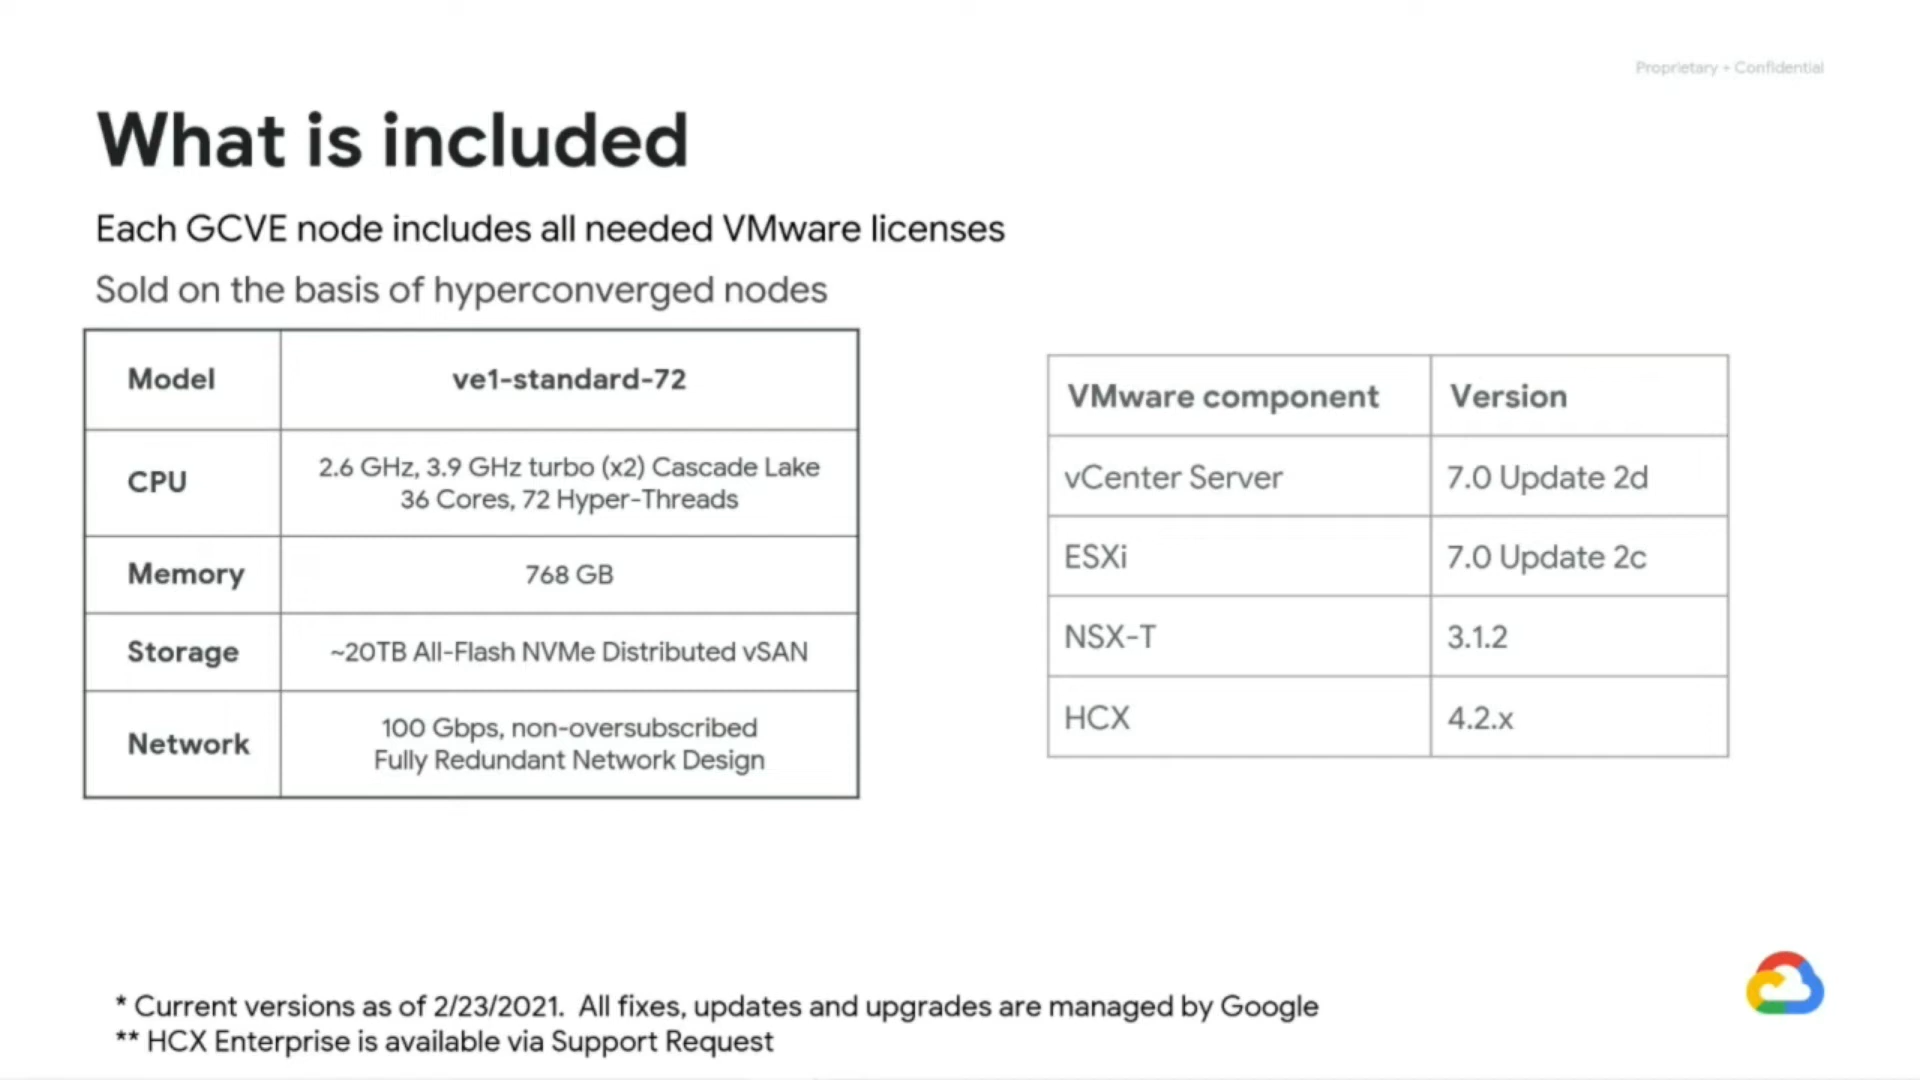 Proprietary + Confidential
What is included
Each GCVE node includes all needed VMware licenses
Sold on the basis of hyperconverged nodes
Model ve1-standard-72
CPU 2.6 GHz, 3.9 GHz turbo (x2) Cascade Lake
36 Cores, 72 Hyper-Threads
Memory 768 GB
Storage ~20TB All-Flash NVMe Distributed vSAN
Network 100 Gbps, non-oversubscribed
Fully Redundant Network Design
VMware component Version
vCenter Server 7.0 Update 2d
ESXi 7.0 Update 2c
NSX-T 3.1.2
HCX 4.2.x
* Current versions as of 2/23/2021. All fixes, updates and upgrades are managed by Google
** HCX Enterprise is available via Support Request